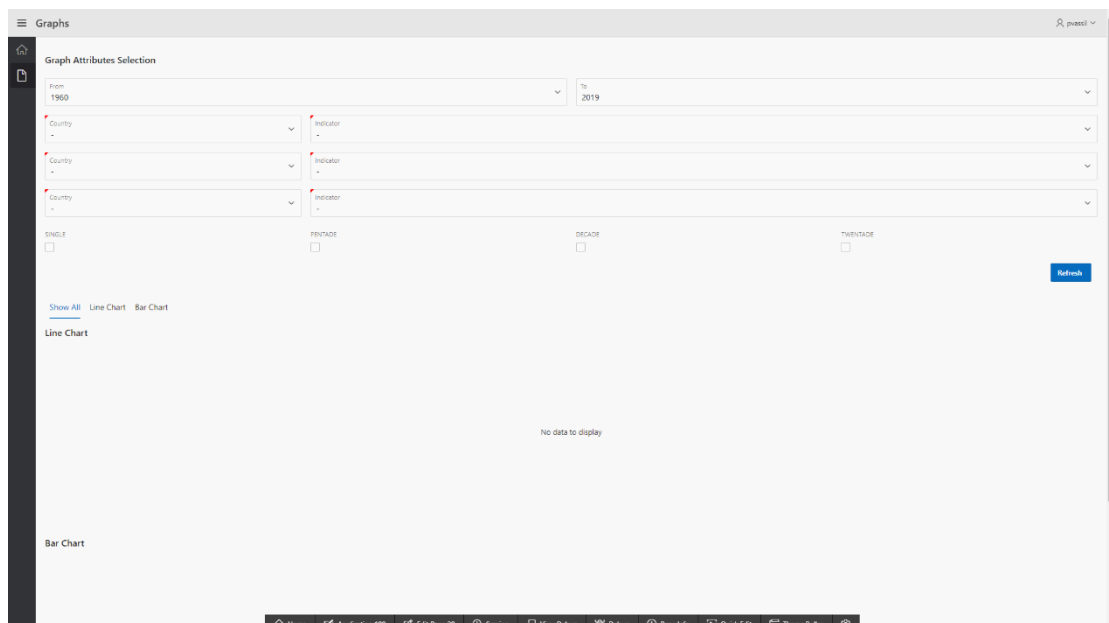 Graphs
pvassil
Graph Attributes Selection
From
1960
To
2019
Country
-
Indicator
-
Country
-
Indicator
-
Country
-
Indicator
-
SINGLE
PENTADE
DECADE
TWENTADE
Refresh
Show All Line Chart Bar Chart
Line Chart
No data to display
Bar Chart